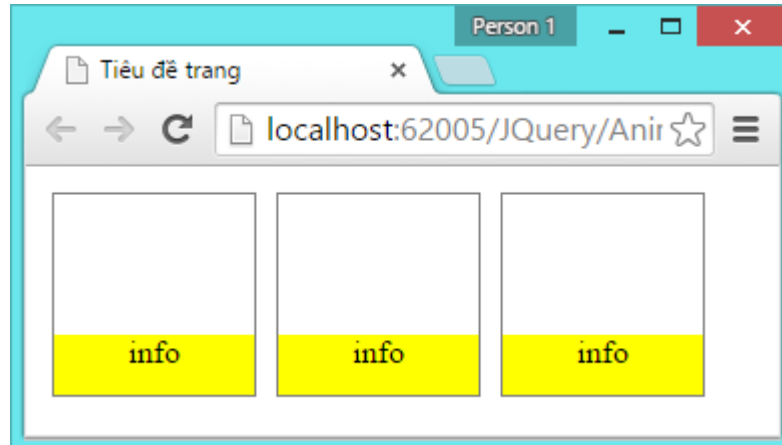 Person 1
Tiêu đề trang
localhost:62005/JQuery/Anir
info info info